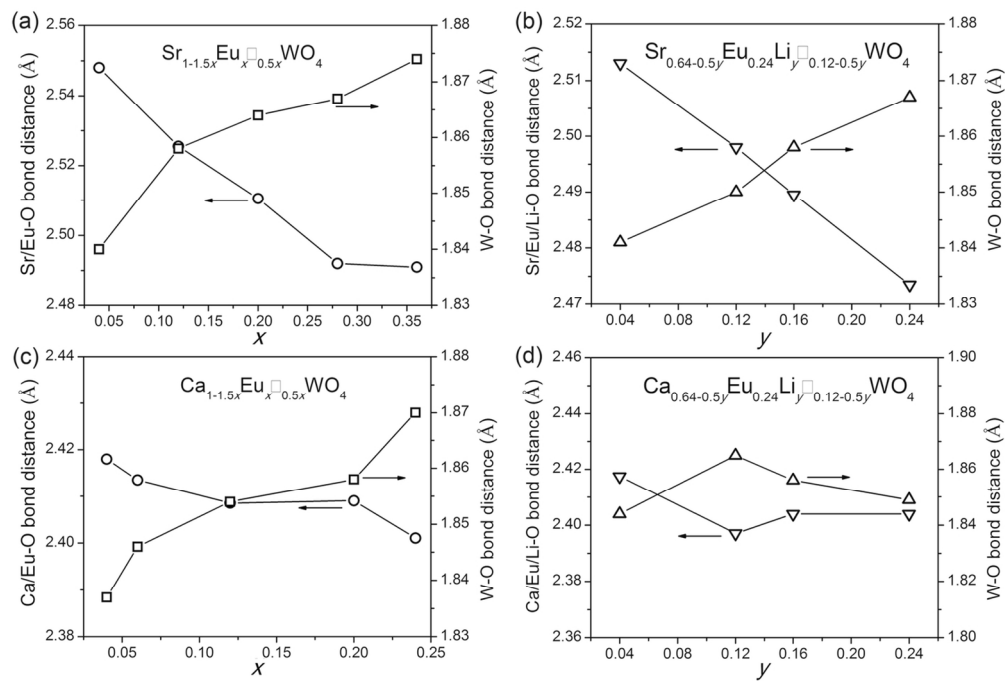 (a)
Sr1-1.5xEux□0.5xWO4
Sr/Eu-O bond distance (Å)
2.56
2.54
2.52
2.50
2.48
W-O bond distance (Å)
1.88
1.87
1.86
1.85
1.84
1.83
0.05 0.10 0.15 0.20 0.25 0.30 0.35
x
(b)
Sr0.64-0.5yEu0.24Liy□0.12-0.5yWO4
Sr/Eu/Li-O bond distance (Å)
2.52
2.51
2.50
2.49
2.48
2.47
W-O bond distance (Å)
1.88
1.87
1.86
1.85
1.84
1.83
0.04 0.08 0.12 0.16 0.20 0.24
y
(c)
Ca1-1.5xEux□0.5xWO4
Ca/Eu-O bond distance (Å)
2.44
2.42
2.40
2.38
W-O bond distance (Å)
1.88
1.87
1.86
1.85
1.84
1.83
0.05 0.10 0.15 0.20 0.25
x
(d)
Ca0.64-0.5yEu0.24Liy□0.12-0.5yWO4
Ca/Eu/Li-O bond distance (Å)
2.46
2.44
2.42
2.40
2.38
2.36
W-O bond distance (Å)
1.90
1.88
1.86
1.84
1.82
1.80
0.04 0.08 0.12 0.16 0.20 0.24
y